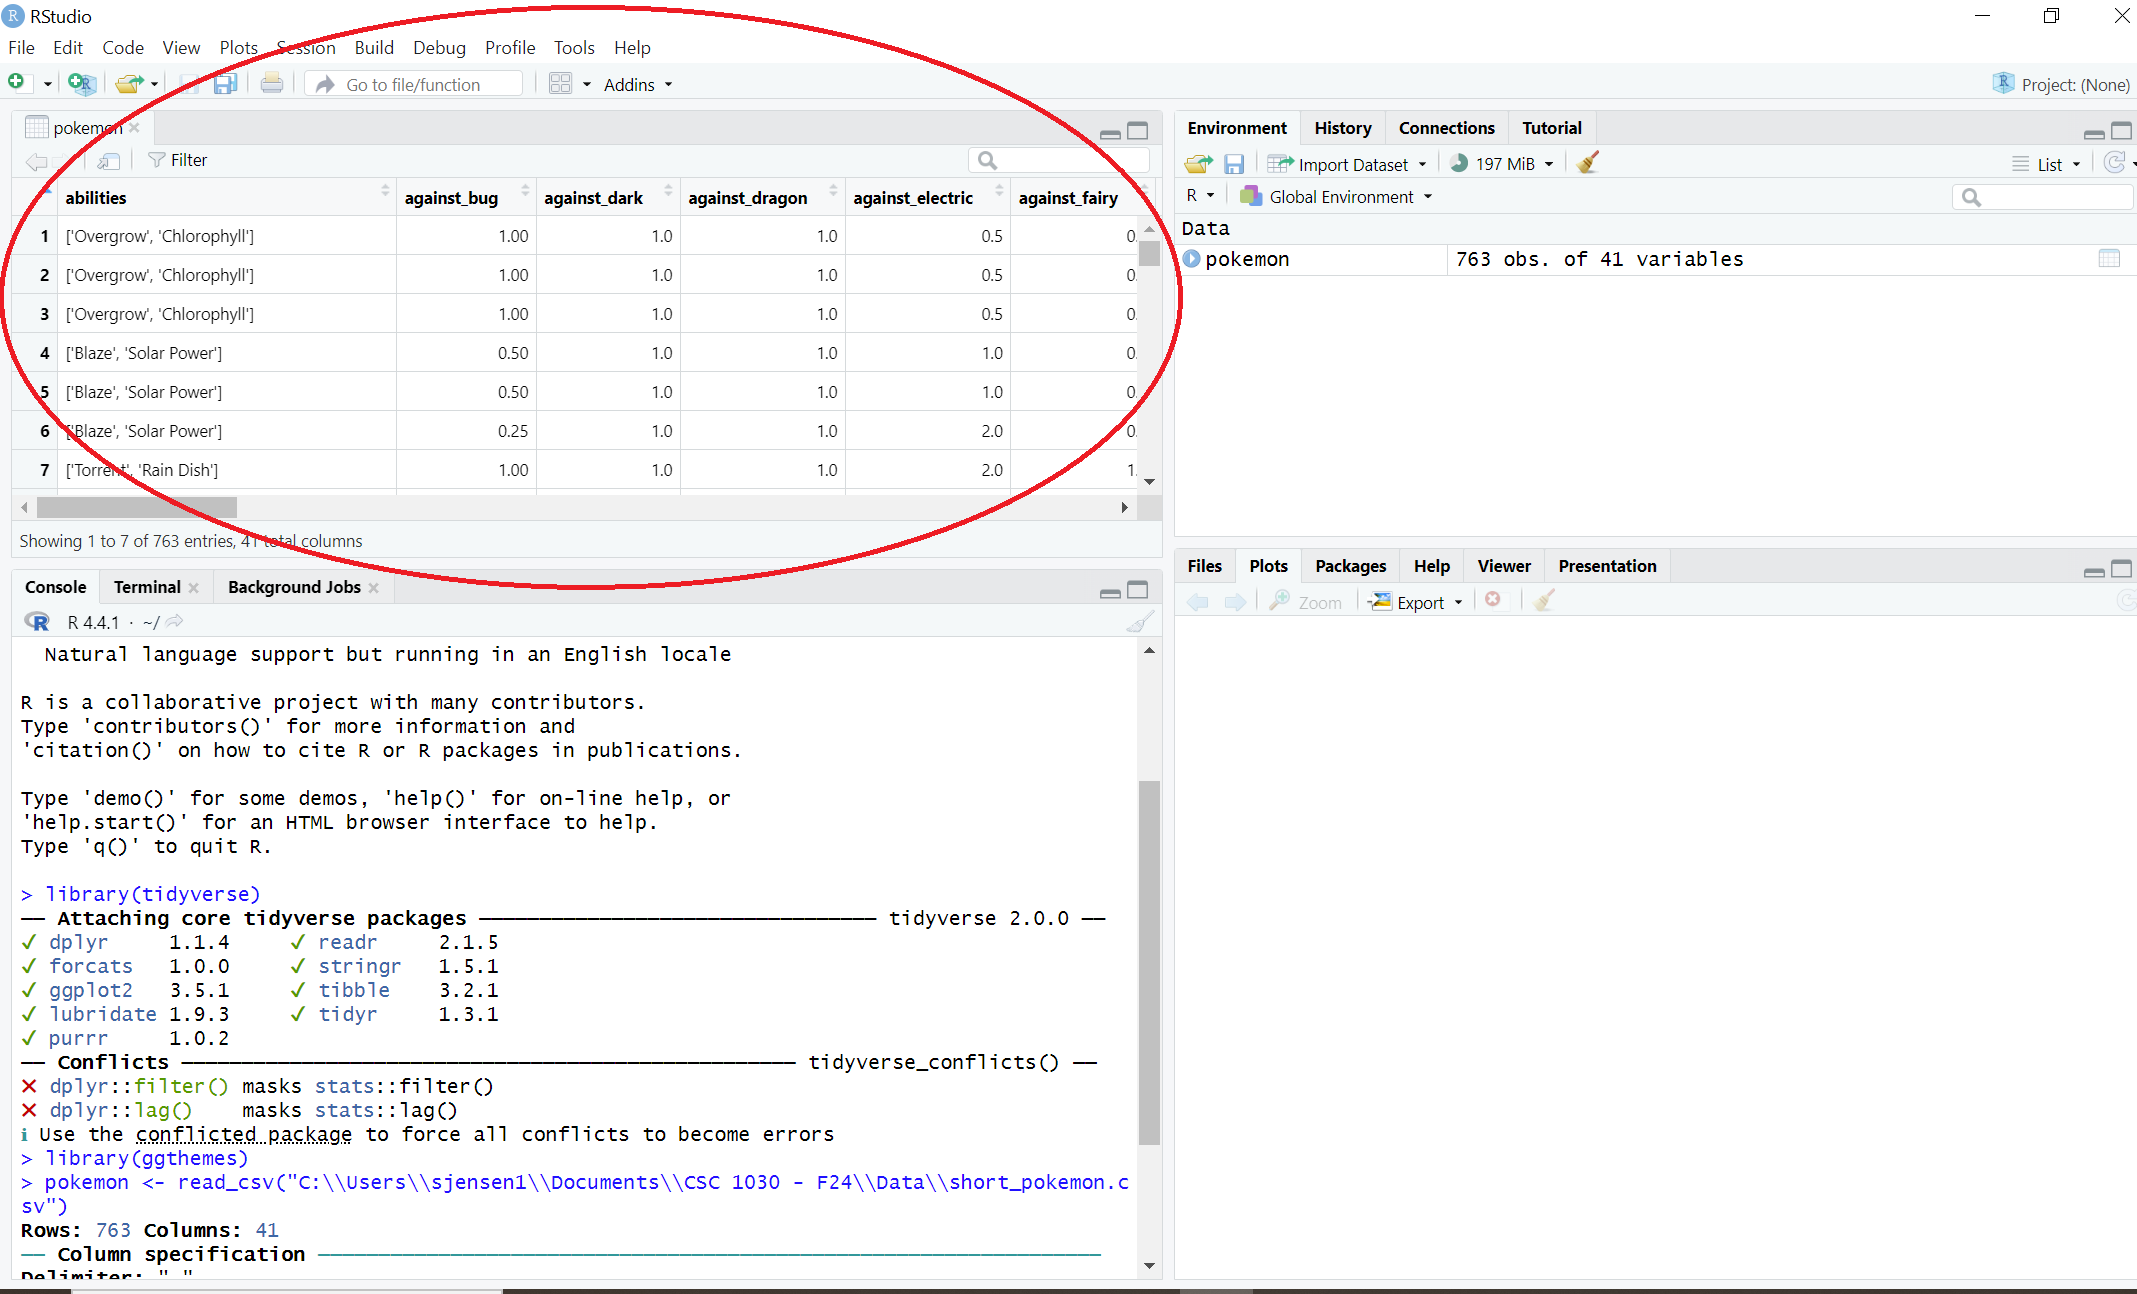 RStudio
File Edit Code View Plots Session Build Debug Profile Tools Help
Go to file/function Addins Project: (None)
pokemon
Filter
abilities against_bug against_dark against_dragon against_electric against_fairy
1 ['Overgrow', 'Chlorophyll'] 1.00 1.0 1.0 0.5 0.
2 ['Overgrow', 'Chlorophyll'] 1.00 1.0 1.0 0.5 0.
3 ['Overgrow', 'Chlorophyll'] 1.00 1.0 1.0 0.5 0.
4 ['Blaze', 'Solar Power'] 0.50 1.0 1.0 1.0 0.
5 ['Blaze', 'Solar Power'] 0.50 1.0 1.0 1.0 0.
6 ['Blaze', 'Solar Power'] 0.25 1.0 1.0 2.0 0.
7 ['Torrent', 'Rain Dish'] 1.00 1.0 1.0 2.0 1.
Showing 1 to 7 of 763 entries, 41 total columns
Environment History Connections Tutorial
Import Dataset 197 MiB List
R Global Environment
Data
pokemon 763 obs. of 41 variables
Console Terminal Background Jobs
R 4.4.1 · ~/
Natural language support but running in an English locale
R is a collaborative project with many contributors.
Type 'contributors()' for more information and
'citation()' on how to cite R or R packages in publications.
Type 'demo()' for some demos, 'help()' for on-line help, or
'help.start()' for an HTML browser interface to help.
Type 'q()' to quit R.
> library(tidyverse)
── Attaching core tidyverse packages ──────────────── tidyverse 2.0.0 ──
✓ dplyr 1.1.4 ✓ readr 2.1.5
✓ forcats 1.0.0 ✓ stringr 1.5.1
✓ ggplot2 3.5.1 ✓ tibble 3.2.1
✓ lubridate 1.9.3 ✓ tidyr 1.3.1
✓ purrr 1.0.2
── Conflicts ──────────────────────────── tidyverse_conflicts() ──
✕ dplyr::filter() masks stats::filter()
✕ dplyr::lag() masks stats::lag()
ℹ Use the conflicted package to force all conflicts to become errors
> library(ggthemes)
> pokemon <- read_csv("C:\\Users\\sjensen1\\Documents\\CSC 1030 - F24\\Data\\short_pokemon.c
sv")
Rows: 763 Columns: 41
── Column specification ────────────────────────────────
Delimiter: ","
Files Plots Packages Help Viewer Presentation
Zoom Export